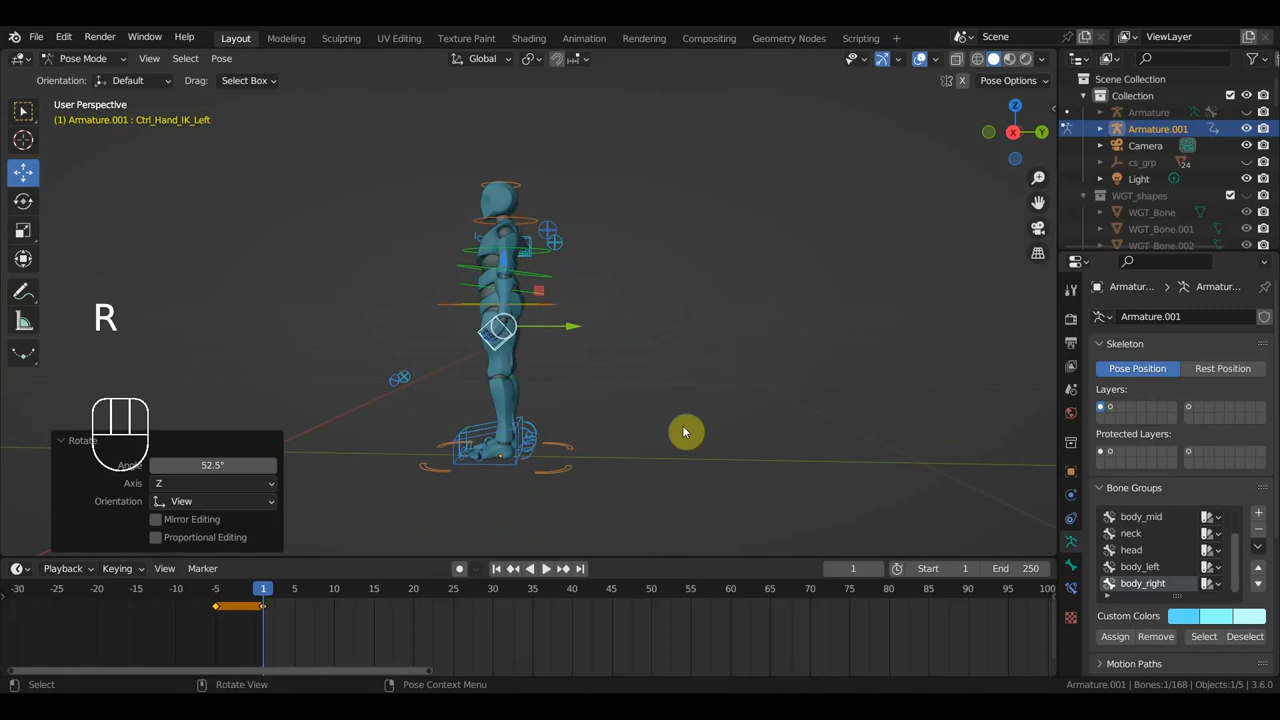 File Edit Render Window Help Layout Modeling Sculpting UV Editing Texture Paint Shading Animation Rendering Compositing Geometry Nodes Scripting + Scene ViewLayer
Pose Mode View Select Pose Global
Orientation: Default Drag: Select Box X Pose Options
User Perspective
(1) Armature.001 : Ctrl_Hand_IK_Left
Z
X
Y
Scene Collection
Collection
Armature
Armature.001
Camera
cs_grp 24
Light
WGT_shapes
WGT_Bone
WGT_Bone.001
WGT_Bone.002
Armatur... Armatur...
Armature.001
Skeleton
Pose Position Rest Position
Layers:
Protected Layers:
Bone Groups
body_mid
neck
head
body_left
body_right
Custom Colors
Assign Remove Select Deselect
Motion Paths
R
Rotate
Angle 52.5°
Axis Z
Orientation View
Mirror Editing
Proportional Editing
Playback Keying View Marker 1 Start 1 End 250
-30 -25 -20 -15 -10 -5 1 5 10 15 20 25 30 35 40 45 50 55 60 65 70 75 80 85 90 95 100
Select Rotate View Pose Context Menu Armature.001 | Bones:1/168 | Objects:1/5 | 3.6.0